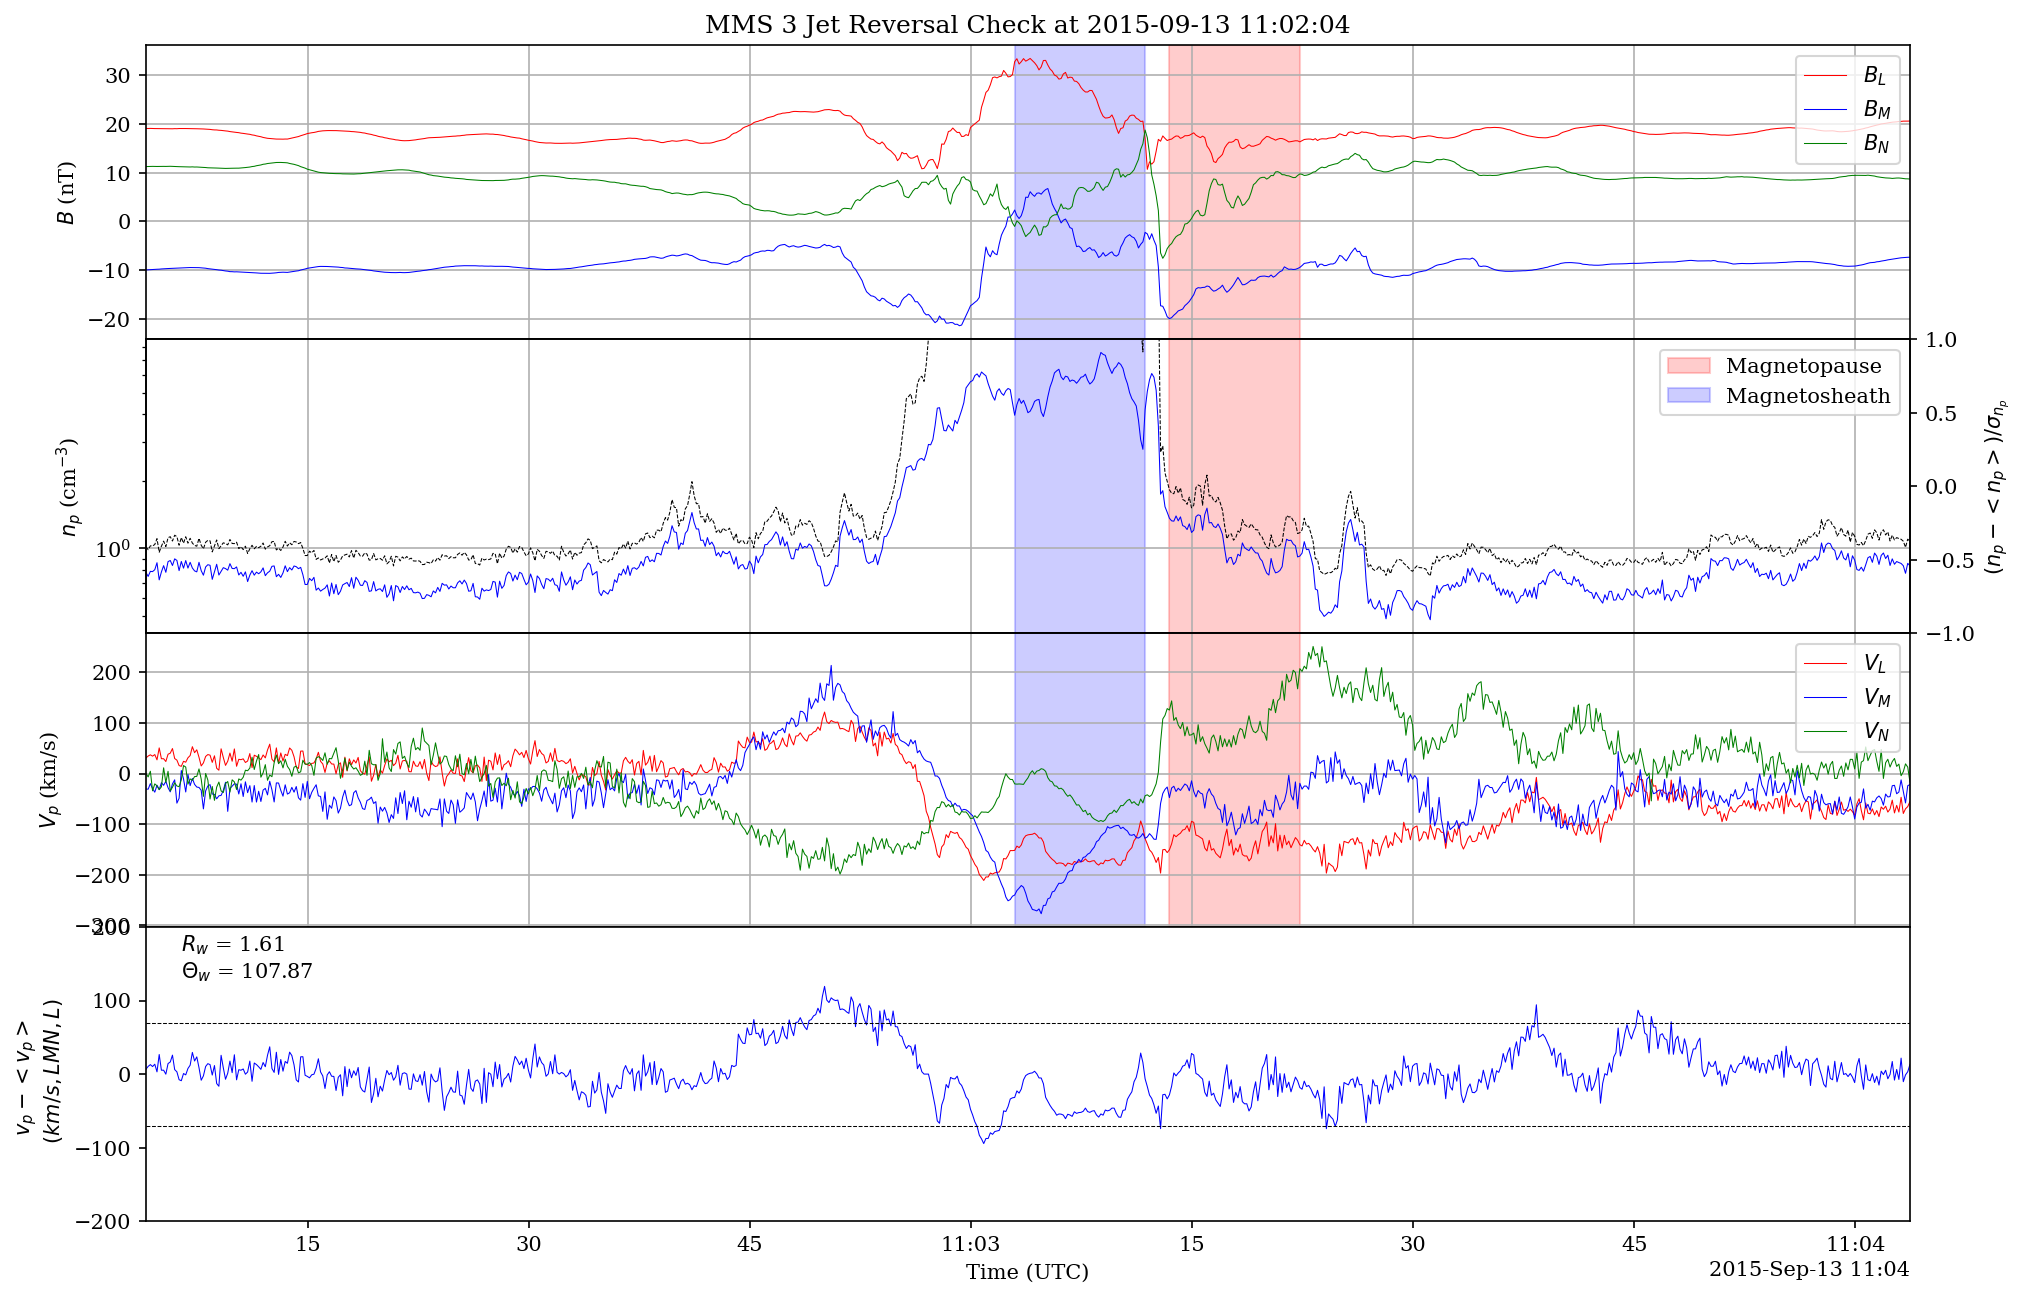 MMS 3 Jet Reversal Check at 2015-09-13 11:02:04
30
20
10
0
−10
−20
B (nT)
B_L
B_M
B_N
10^0
n_p (cm^{−3})
Magnetopause
Magnetosheath
1.0
0.5
0.0
−0.5
−1.0
(n_p − < n_p >)/σ_{n_p}
200
100
0
−100
−200
−300
V_p (km/s)
V_L
V_M
V_N
200
100
0
−100
−200
v_p − < v_p >
(km/s, LMN, L)
R_w = 1.61
Θ_w = 107.87
15 30 45 11:03 15 30 45 11:04
Time (UTC)
2015-Sep-13 11:04